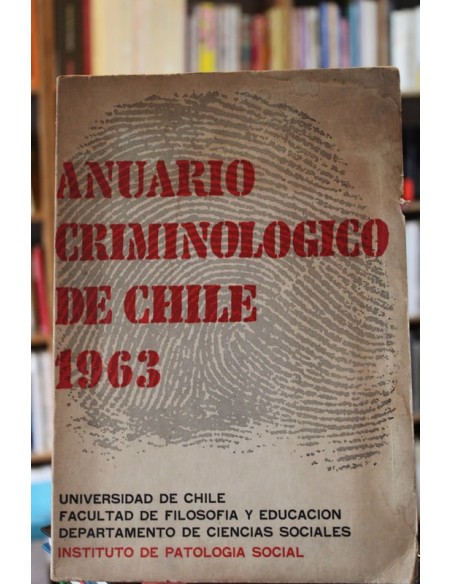 ANUARIO
CRIMINOLOGICO
DE CHILE
1963
UNIVERSIDAD DE CHILE
FACULTAD DE FILOSOFIA Y EDUCACION
DEPARTAMENTO DE CIENCIAS SOCIALES
INSTITUTO DE PATOLOGIA SOCIAL